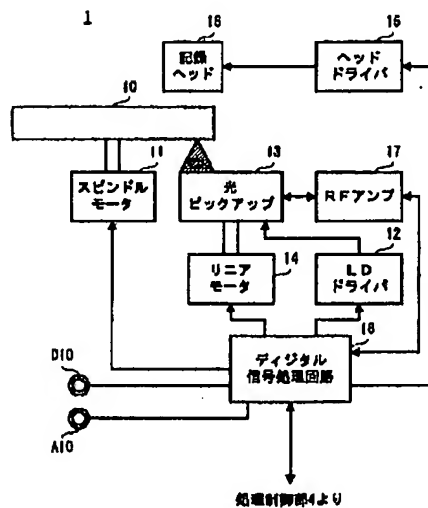 1
16
15
記録
ヘッド
ヘッド
ドライバ
10
11
13
17
スピンドル
モータ
光
ピックアップ
RFアンプ
14
12
リニア
モータ
LD
ドライバ
18
ディジタル
信号処理回路
DIO
AIO
処理制御部4より